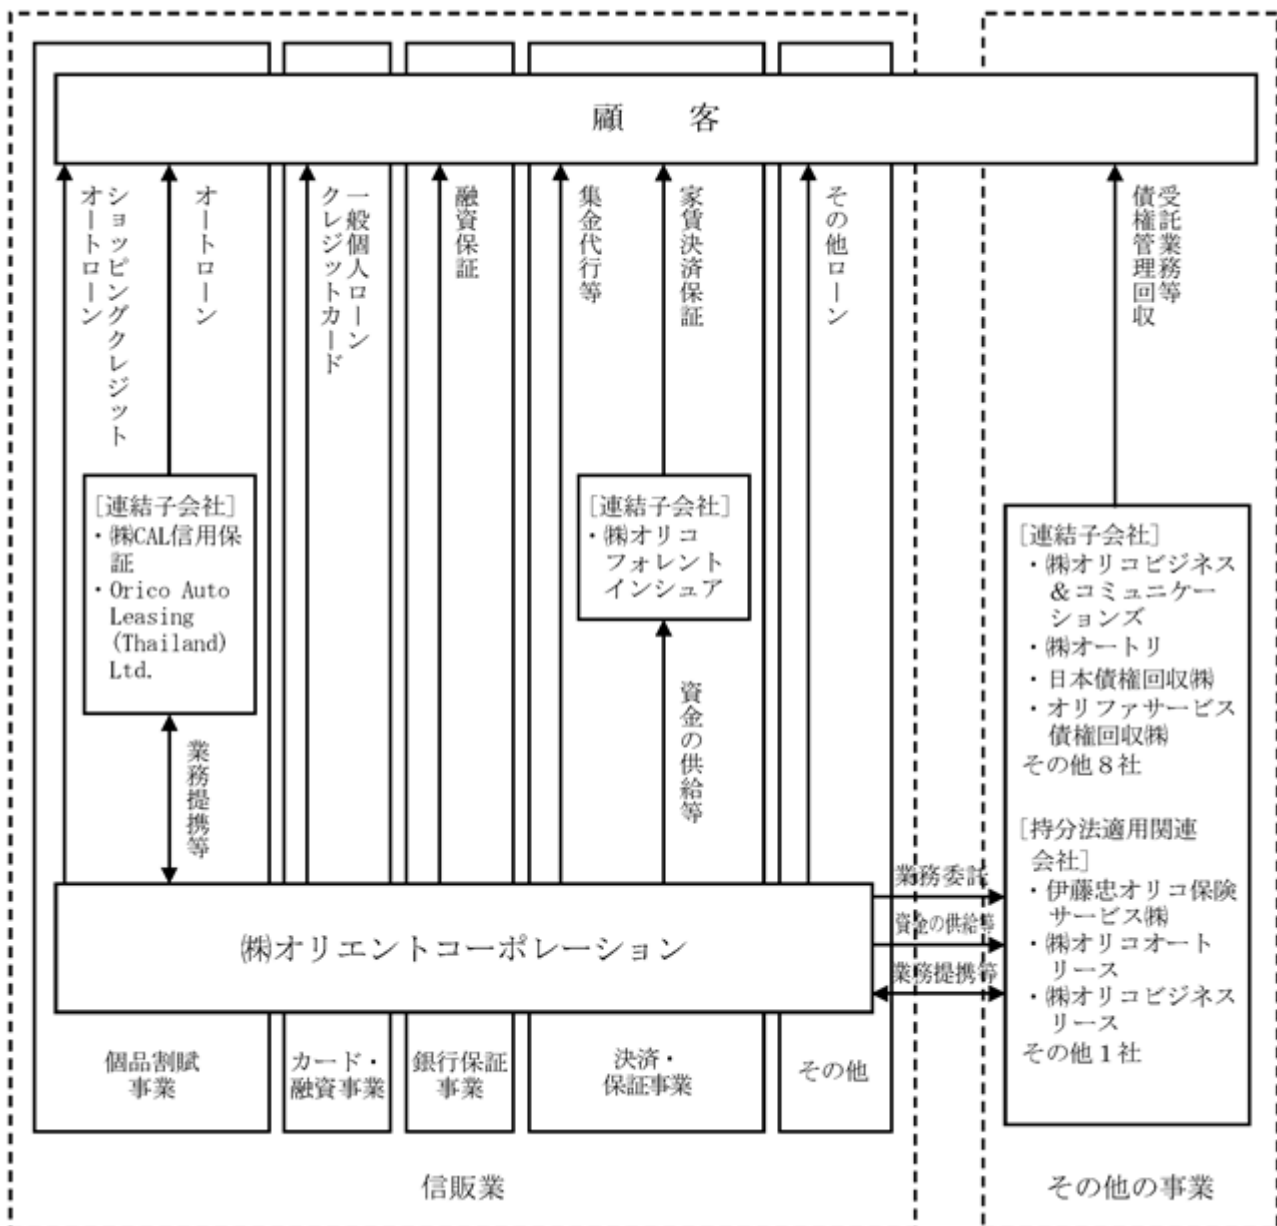 顧　客
オートローン
ショッピングクレジット
オートローン
クレジットカード
一般個人ローン
融資保証
集金代行等
家賃決済保証
その他ローン
債権管理回収
受託業務等
［連結子会社］
・㈱CAL信用保
証
・Orico Auto
Leasing
(Thailand)
Ltd.
［連結子会社］
・㈱オリコ
フォレント
インシュア
［連結子会社］
・㈱オリコビジネス
＆コミュニケー
ションズ
・㈱オートリ
・日本債権回収㈱
・オリファサービス
債権回収㈱
その他８社
［持分法適用関連
会社］
・伊藤忠オリコ保険
サービス㈱
・㈱オリコオート
リース
・㈱オリコビジネス
リース
その他１社
業務提携等
資金の供給等
業務委託
資金の供給等
業務提携等
㈱オリエントコーポレーション
個品割賦
事業
カード・
融資事業
銀行保証
事業
決済・
保証事業
その他
信販業
その他の事業